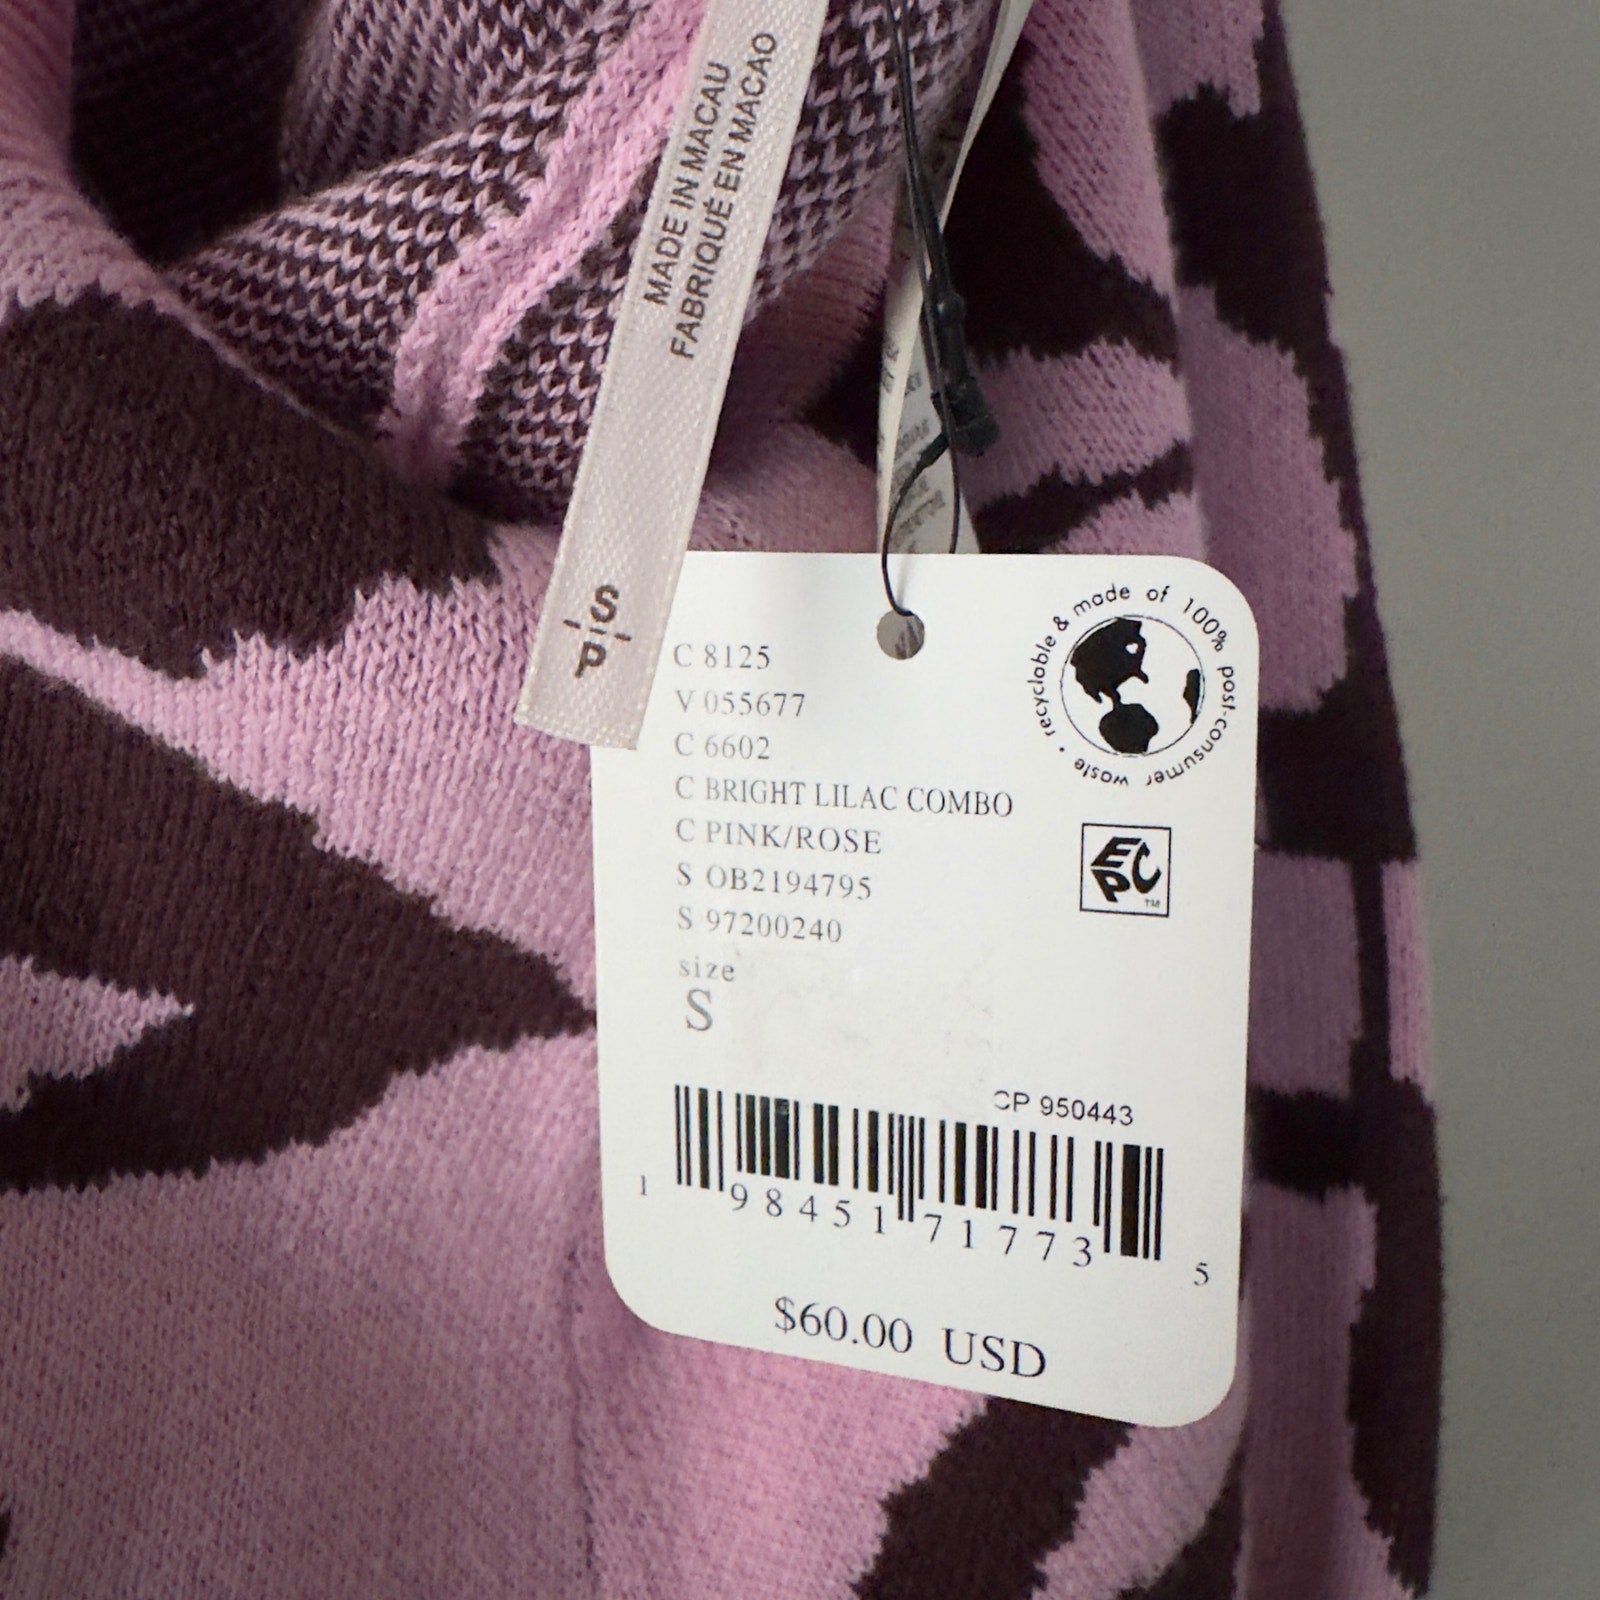 MADE IN MACAU
FABRIQUÉ EN MACAO
S|P
recyclable & made of 100% post-consumer waste •
C 8125
V 055677
C 6602
C BRIGHT LILAC COMBO
C PINK/ROSE
S OB2194795
S 97200240
EPC
TM
size
S
CP 950443
1 98451 71773 5
$60.00 USD